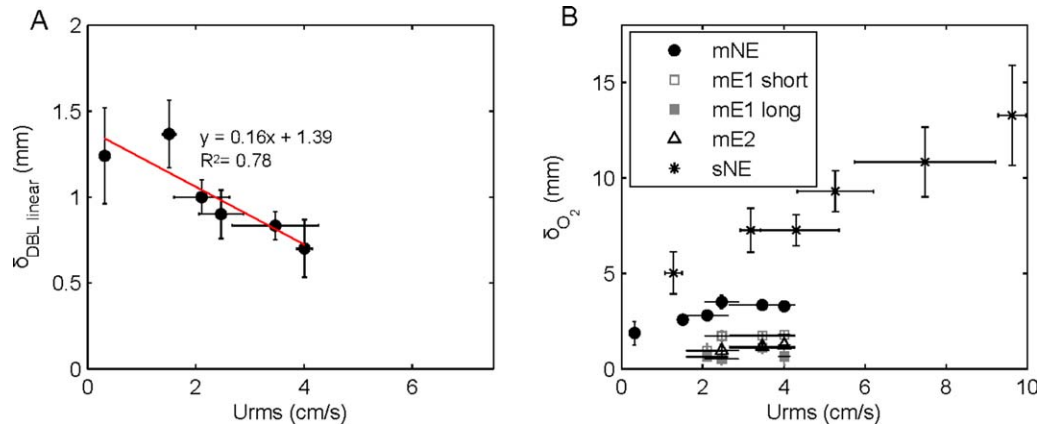 A
2
1.5
1
0.5
0
0
2
4
6
δDBL linear (mm)
Urms (cm/s)
y = 0.16x + 1.39
R²= 0.78
B
mNE
mE1 short
mE1 long
mE2
sNE
15
10
5
0
0
2
4
6
8
10
δO₂ (mm)
Urms (cm/s)